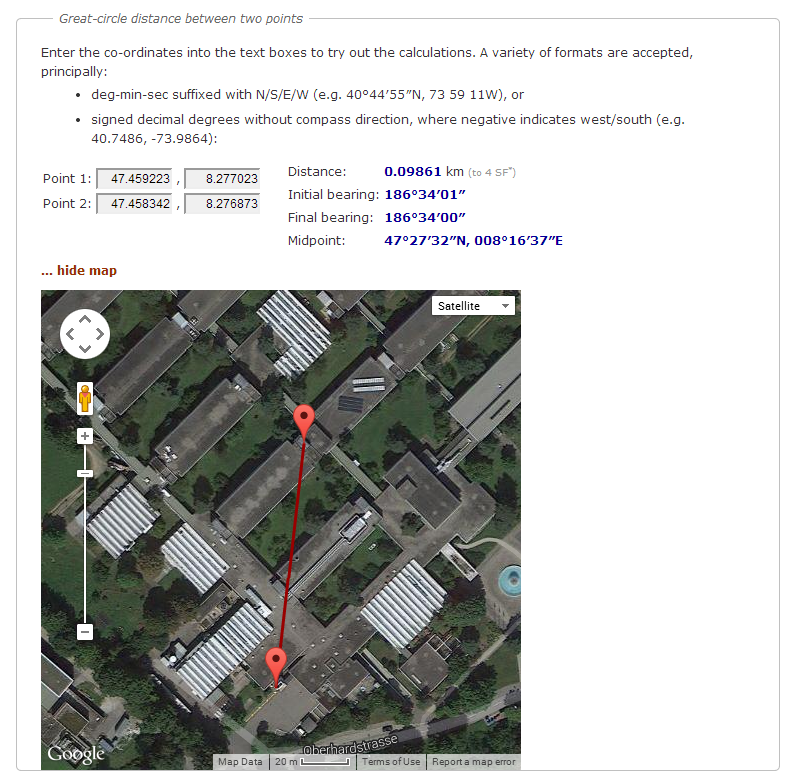 Great-circle distance between two points
Enter the co-ordinates into the text boxes to try out the calculations. A variety of formats are accepted,
principally:
• deg-min-sec suffixed with N/S/E/W (e.g. 40°44′55″N, 73 59 11W), or
• signed decimal degrees without compass direction, where negative indicates west/south (e.g.
40.7486, -73.9864):
Point 1: 47.459223 , 8.277023
Point 2: 47.458342 , 8.276873
Distance: 0.09861 km (to 4 SF*)
Initial bearing: 186°34′01″
Final bearing: 186°34′00″
Midpoint: 47°27′32″N, 008°16′37″E
... hide map
Satellite
+
−
Oberhardstrasse
Google
Map Data
20 m
Terms of Use
Report a map error